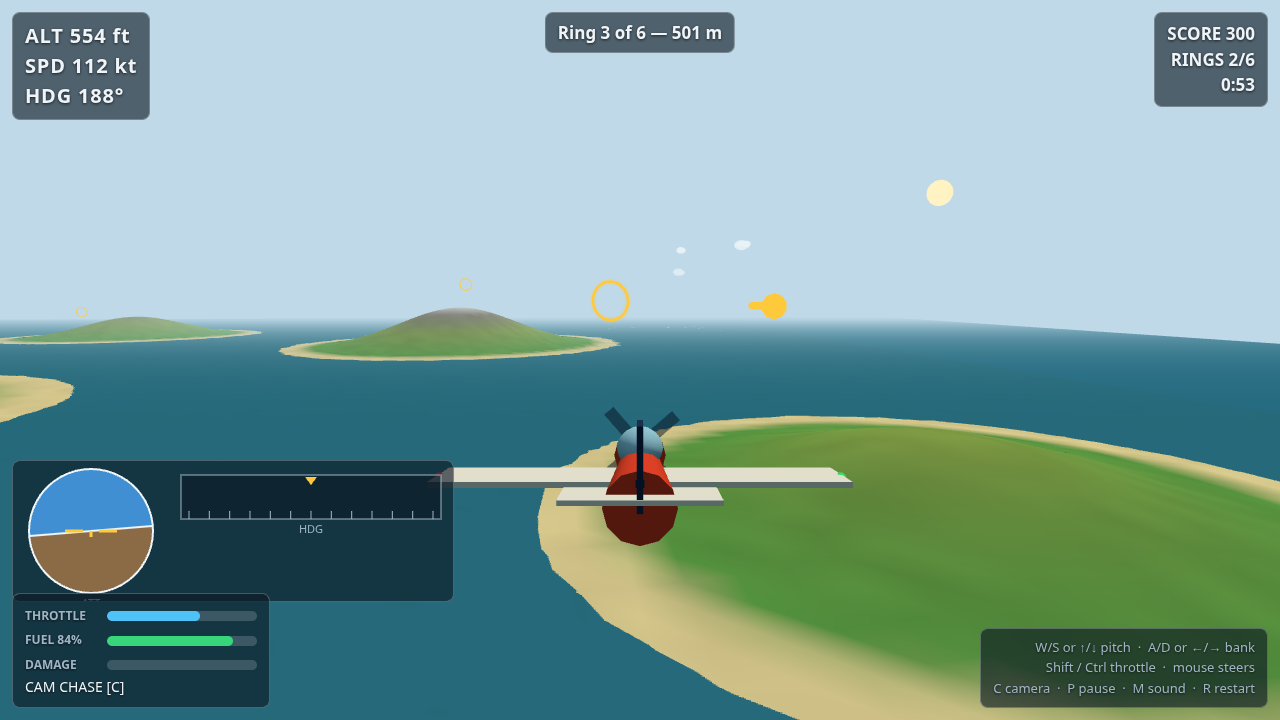 ALT 554 ft
SPD 112 kt
HDG 188°
Ring 3 of 6 — 501 m
SCORE 300
RINGS 2/6
0:53
HDG
THROTTLE
FUEL 84%
DAMAGE
CAM CHASE [C]
W/S or ↑/↓ pitch · A/D or ←/→ bank
Shift / Ctrl throttle · mouse steers
C camera · P pause · M sound · R restart